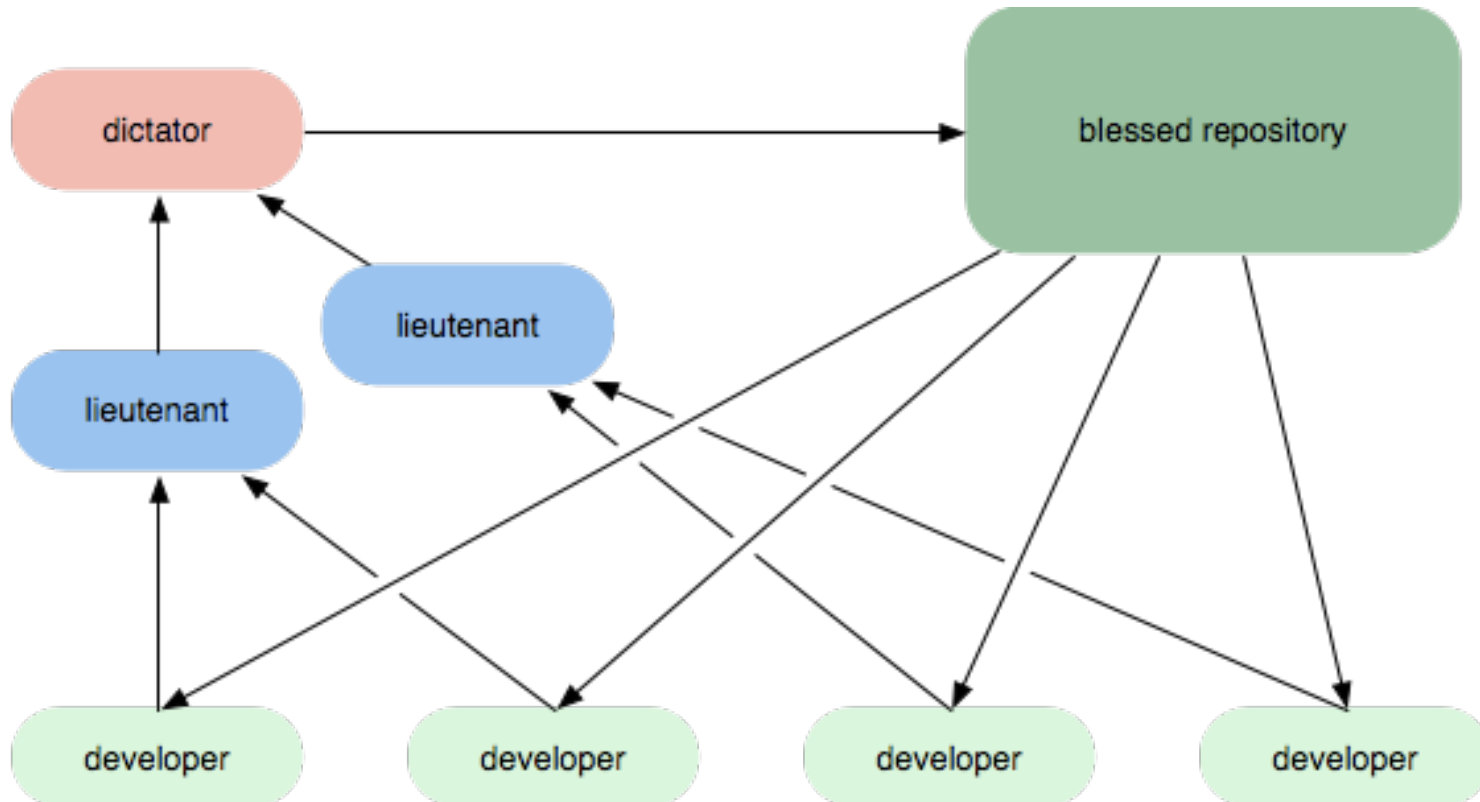 dictator
blessed repository
lieutenant
lieutenant
developer
developer
developer
developer